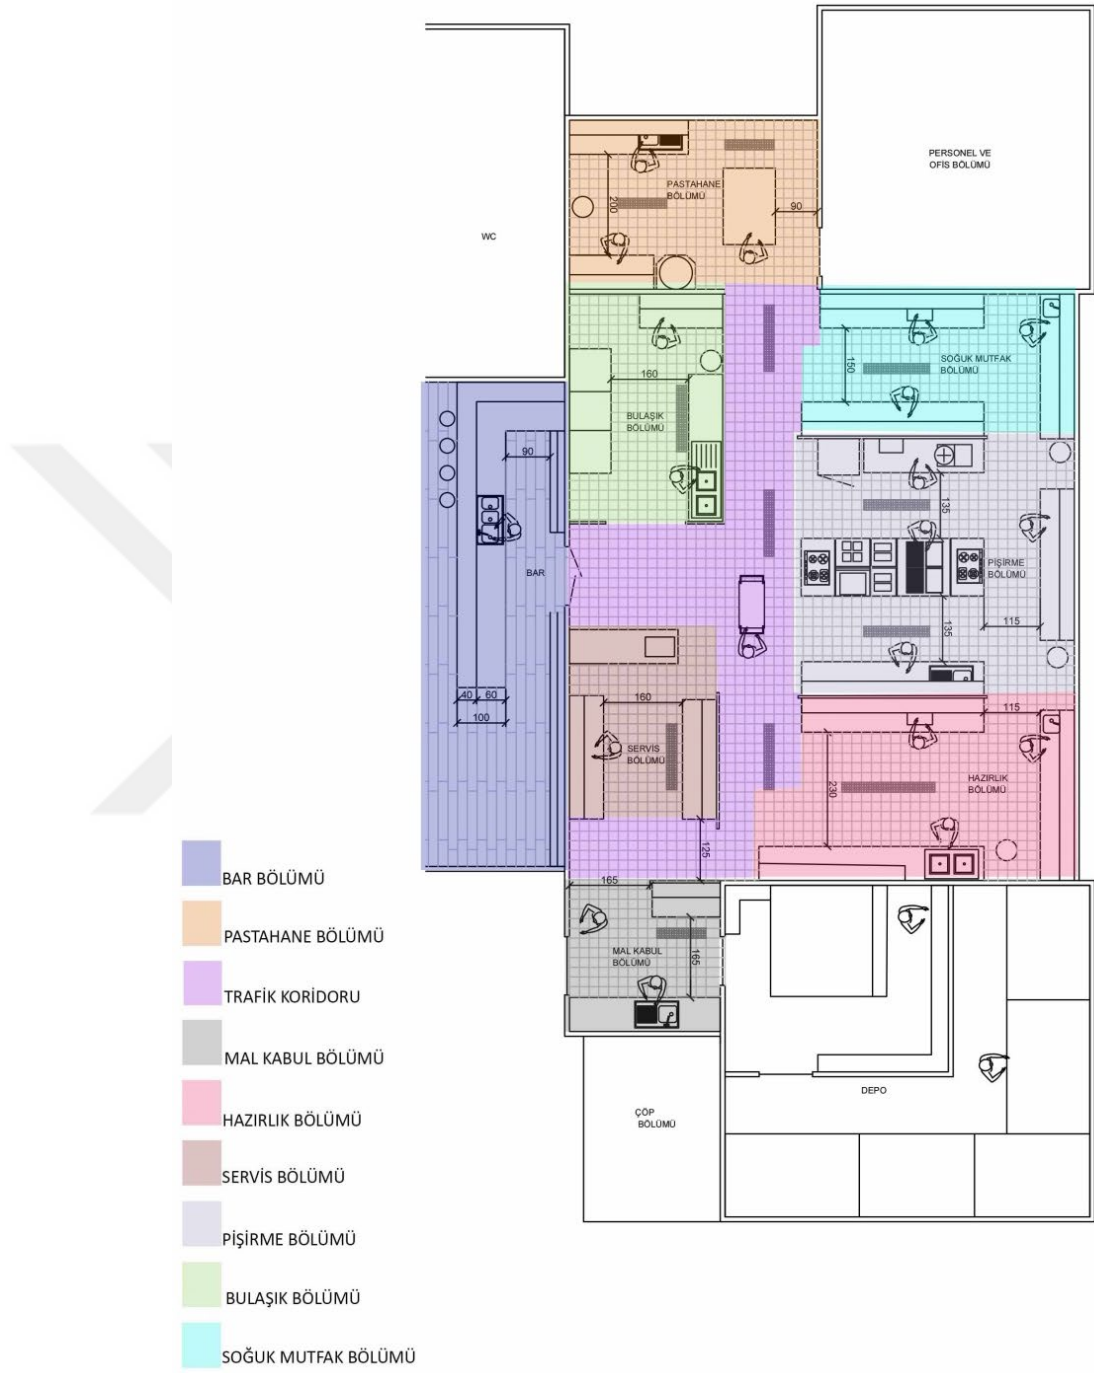 PERSONEL VE
OFİS BÖLÜMÜ
PASTAHANE
BÖLÜMÜ
200
90
WC
SOĞUK MUTFAK
BÖLÜMÜ
150
160
BULAŞIK
BÖLÜMÜ
90
135
BAR
PİŞİRME
BÖLÜMÜ
135
115
40
60
100
160
115
SERVİS
BÖLÜMÜ
HAZIRLIK
BÖLÜMÜ
230
125
165
MAL KABUL
BÖLÜMÜ
165
DEPO
ÇÖP
BÖLÜMÜ
BAR BÖLÜMÜ
PASTAHANE BÖLÜMÜ
TRAFİK KORİDORU
MAL KABUL BÖLÜMÜ
HAZIRLIK BÖLÜMÜ
SERVİS BÖLÜMÜ
PİŞİRME BÖLÜMÜ
BULAŞIK BÖLÜMÜ
SOĞUK MUTFAK BÖLÜMÜ